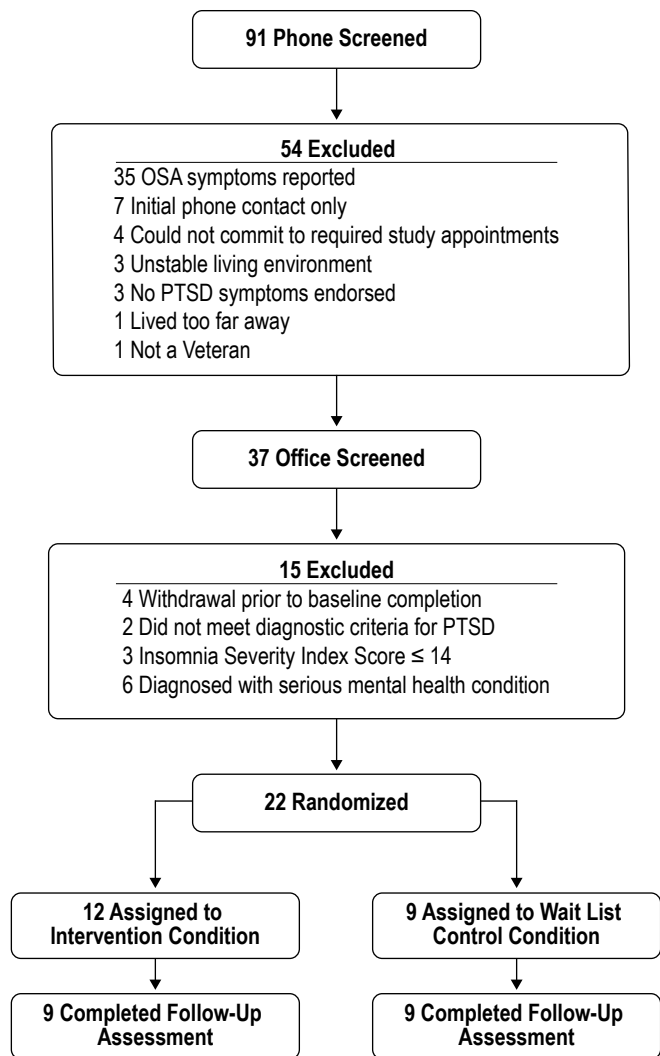 91 Phone Screened
54 Excluded
35 OSA symptoms reported
7 Initial phone contact only
4 Could not commit to required study appointments
3 Unstable living environment
3 No PTSD symptoms endorsed
1 Lived too far away
1 Not a Veteran
37 Office Screened
15 Excluded
4 Withdrawal prior to baseline completion
2 Did not meet diagnostic criteria for PTSD
3 Insomnia Severity Index Score ≤ 14
6 Diagnosed with serious mental health condition
22 Randomized
12 Assigned to
Intervention Condition
9 Assigned to Wait List
Control Condition
9 Completed Follow-Up
Assessment
9 Completed Follow-Up
Assessment